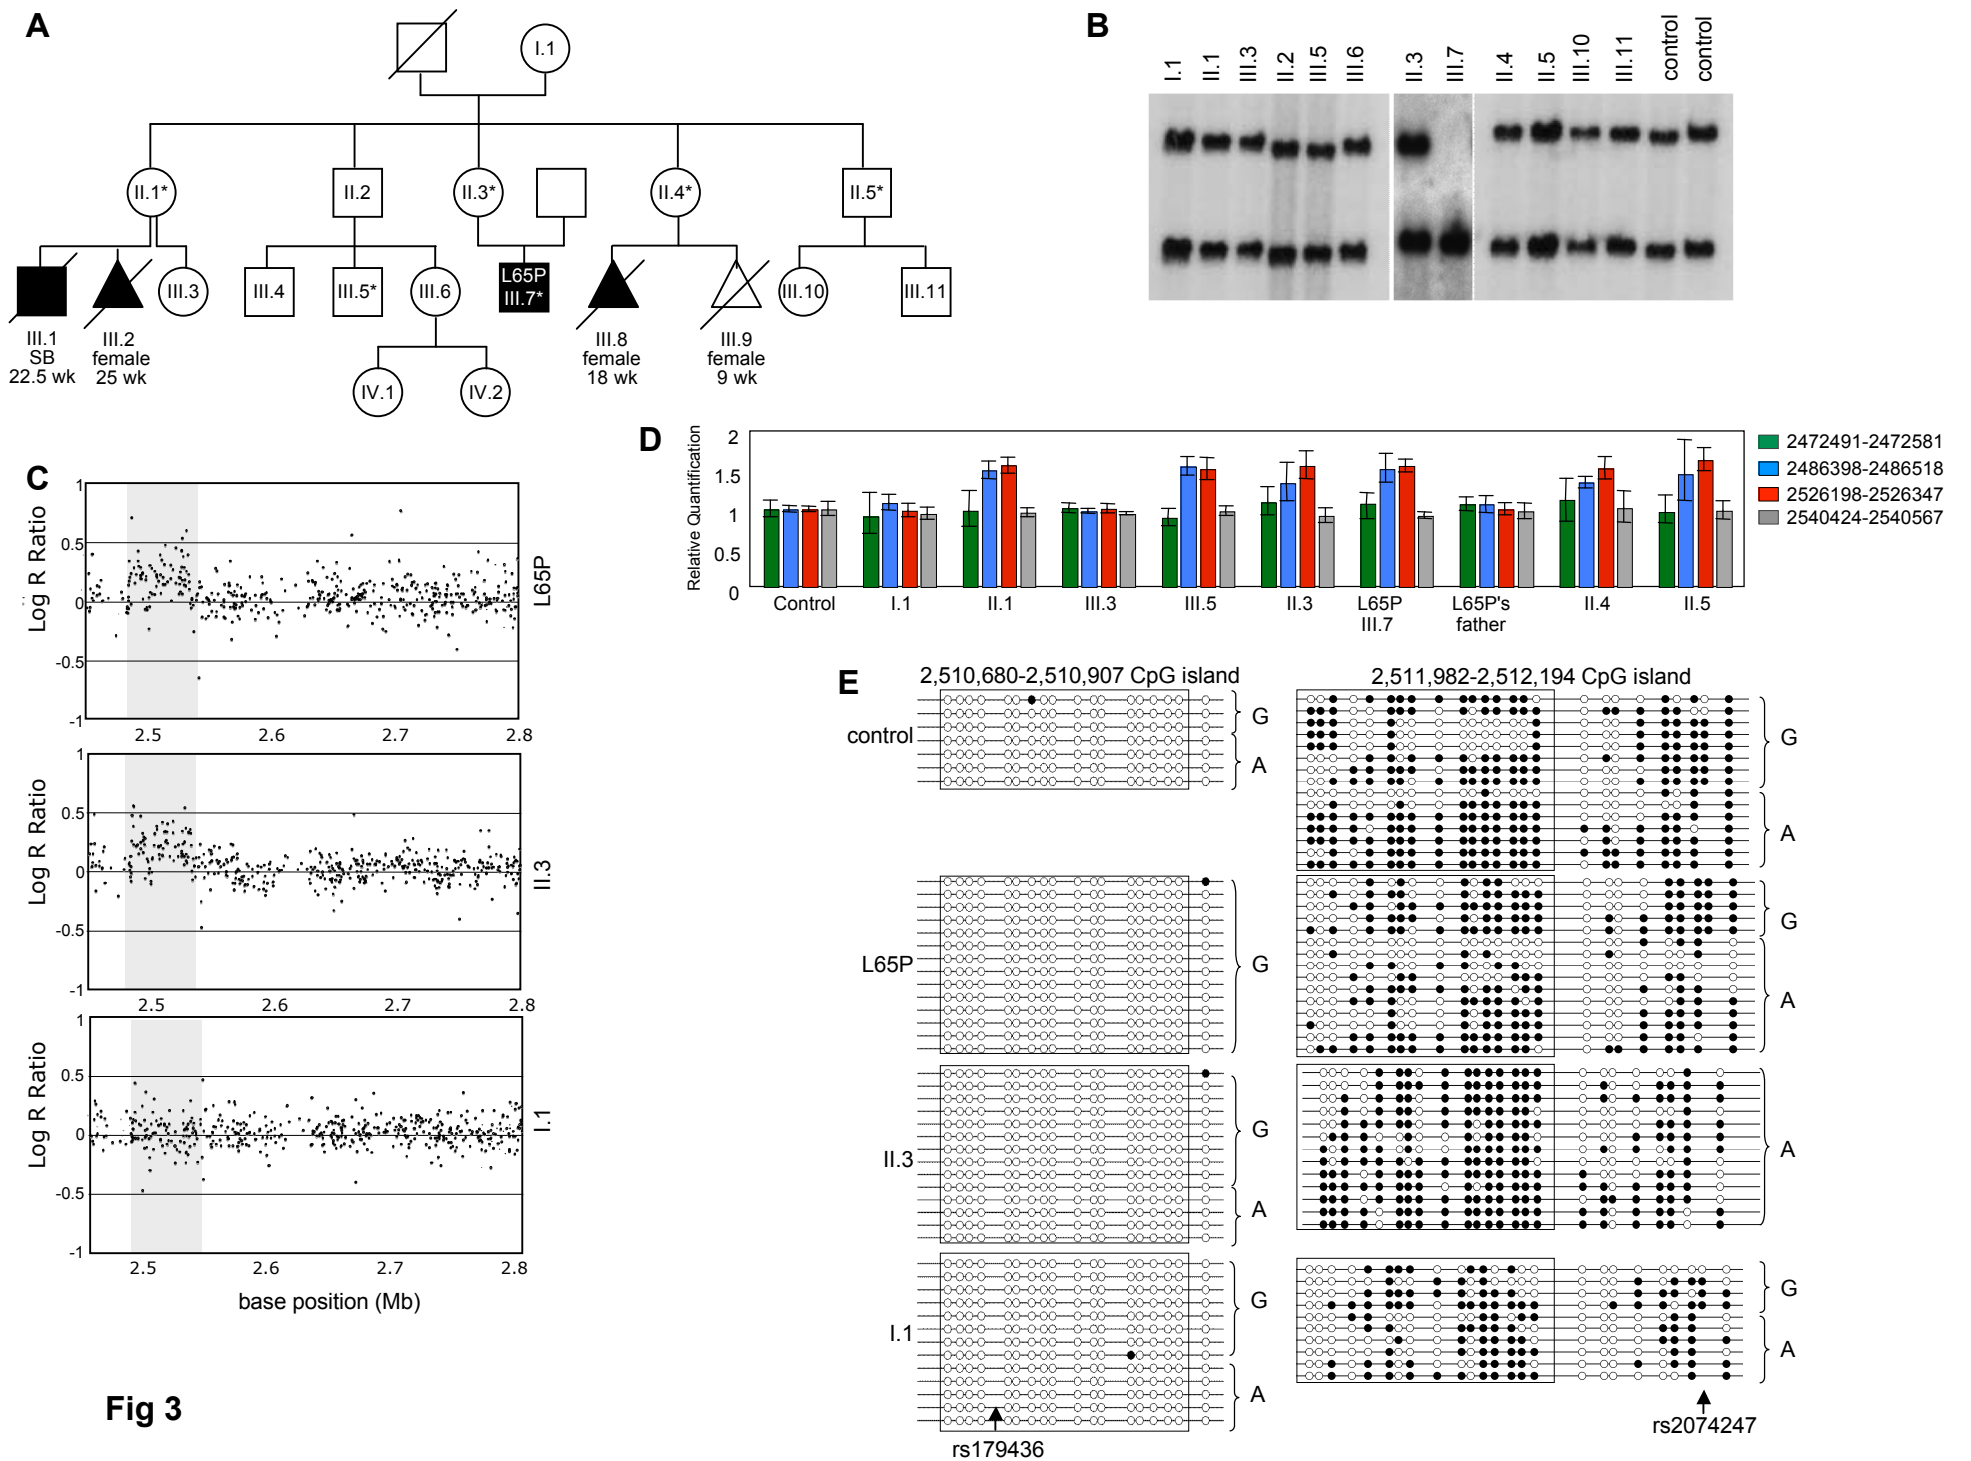 A
I.1
II.1*
II.2
II.3*
II.4*
II.5*
III.3
III.4
III.5*
III.6
L65P
III.7*
III.10
III.11
III.1
SB
22.5 wk
III.2
female
25 wk
III.8
female
18 wk
III.9
female
9 wk
IV.1
IV.2
B
I.1
II.1
III.3
II.2
III.5
III.6
II.3
III.7
II.4
II.5
III.10
III.11
control
control
C
1
0.5
0
-0.5
-1
Log R Ratio
L65P
2.5 2.6 2.7 2.8
1
0.5
0
-0.5
-1
Log R Ratio
II.3
2.5 2.6 2.7 2.8
1
0.5
0
-0.5
-1
Log R Ratio
I.1
2.5 2.6 2.7 2.8
base position (Mb)
D
Relative Quantification
2
1.5
1
0.5
0
Control
I.1
II.1
III.3
III.5
II.3
L65P
III.7
L65P's
father
II.4
II.5
2472491-2472581
2486398-2486518
2526198-2526347
2540424-2540567
E
2,510,680-2,510,907 CpG island
2,511,982-2,512,194 CpG island
control
G
A
G
A
L65P
G
G
A
II.3
G
A
A
I.1
G
A
G
A
rs179436
rs2074247
Fig 3